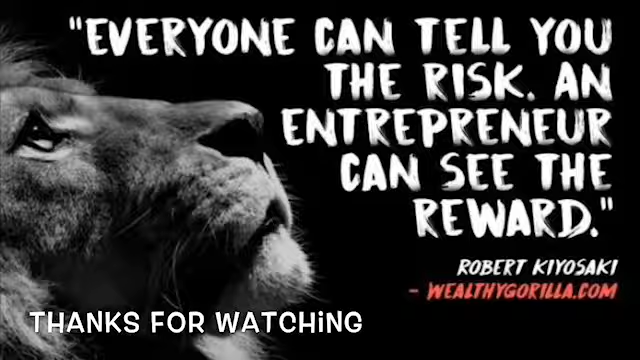 "EVERYONE CAN TELL YOU
THE RISK. AN
ENTREPRENEUR
CAN SEE THE
REWARD."
ROBERT KIYOSAKI
- WEALTHYGORILLA.COM
THANKS FOR WATCHiNG